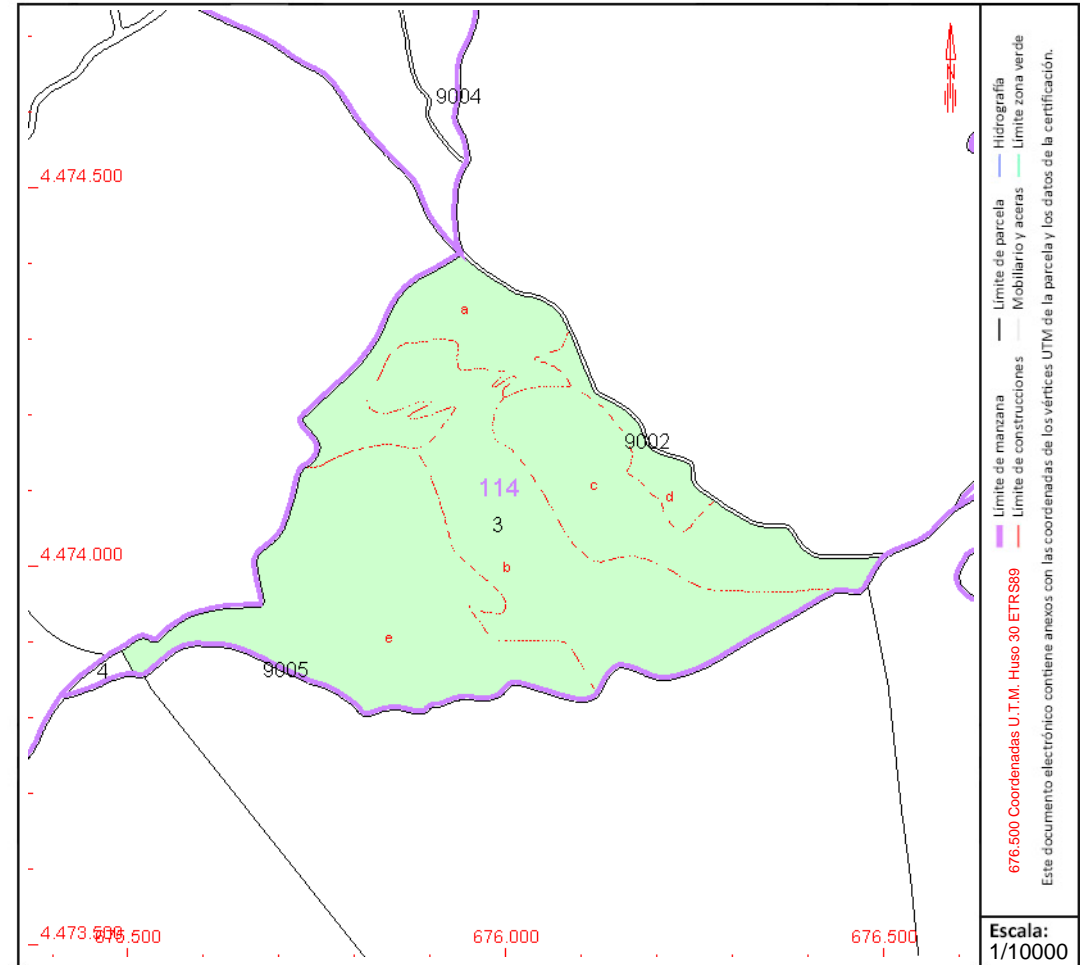 9004
4.474.500
a
9002
114
c
d
3
4.474.000
b
e
4
9005
4.473.500
675.500
676.000
676.500
N
Límite de manzana
Límite de parcela
Hidrografía
Límite de construcciones
Mobiliario y aceras
Límite zona verde
676.500 Coordenadas U.T.M. Huso 30 ETRS89
Este documento electrónico contiene anexos con las coordenadas de los vértices UTM de la parcela y los datos de la certificación.
Escala:
1/10000